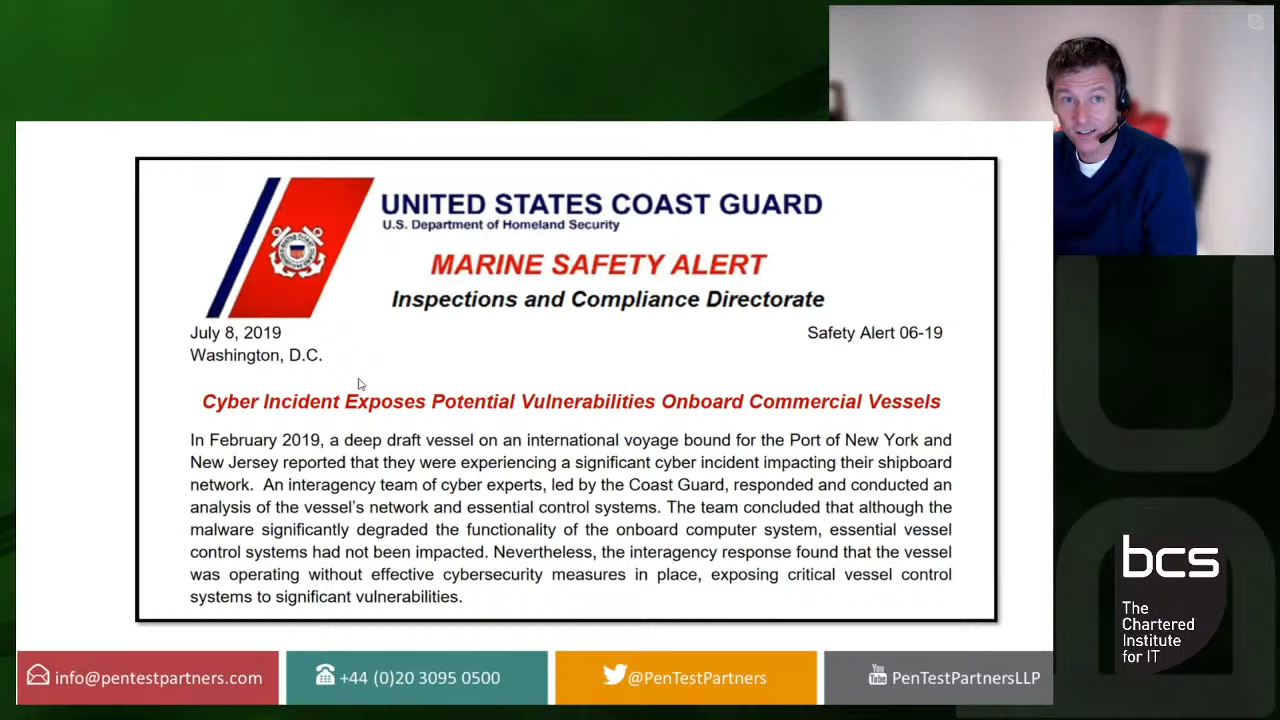 UNITED STATES COAST GUARD
U.S. Department of Homeland Security
MARINE SAFETY ALERT
Inspections and Compliance Directorate
July 8, 2019
Safety Alert 06-19
Washington, D.C.
Cyber Incident Exposes Potential Vulnerabilities Onboard Commercial Vessels
In February 2019, a deep draft vessel on an international voyage bound for the Port of New York and
New Jersey reported that they were experiencing a significant cyber incident impacting their shipboard
network. An interagency team of cyber experts, led by the Coast Guard, responded and conducted an
analysis of the vessel's network and essential control systems. The team concluded that although the
malware significantly degraded the functionality of the onboard computer system, essential vessel
control systems had not been impacted. Nevertheless, the interagency response found that the vessel
was operating without effective cybersecurity measures in place, exposing critical vessel control
systems to significant vulnerabilities.
bcs
The
Chartered
Institute
for IT
info@pentestpartners.com
+44 (0)20 3095 0500
@PenTestPartners
You
Tube
PenTestPartnersLLP